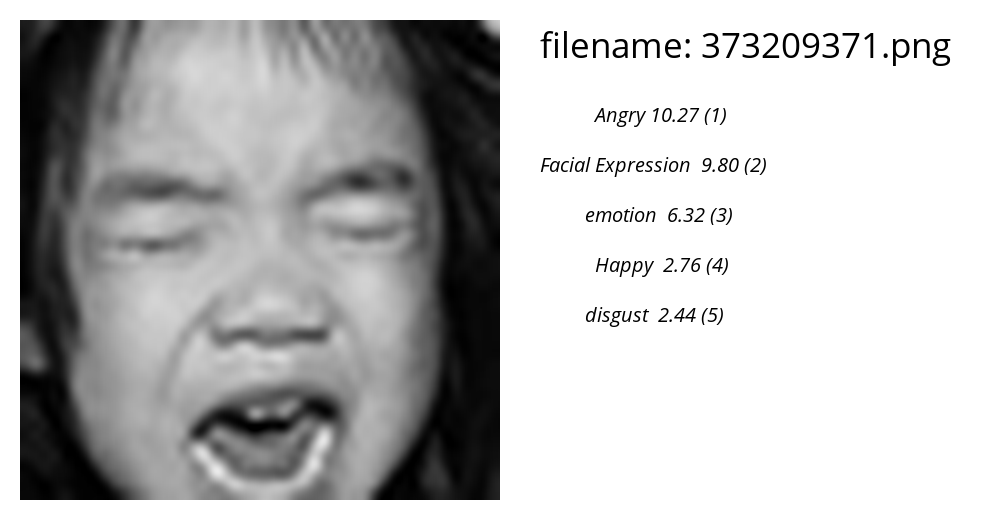 filename: 373209371.png
Angry 10.27 (1)
Facial Expression 9.80 (2)
emotion 6.32 (3)
Happy 2.76 (4)
disgust 2.44 (5)